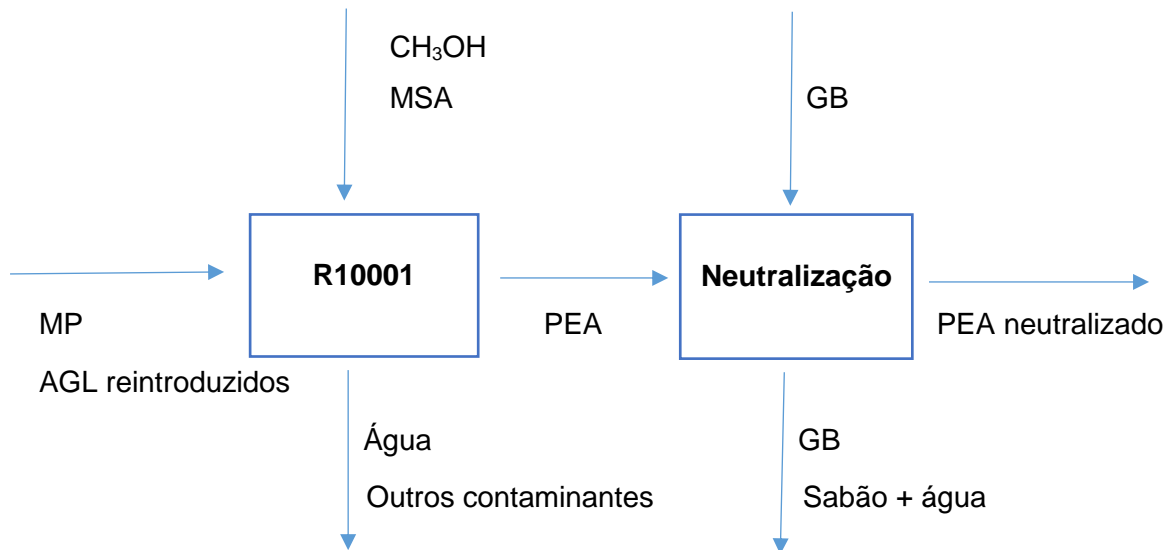 CH₃OH
MSA
GB
R10001
Neutralização
MP
AGL reintroduzidos
PEA
PEA neutralizado
Água
Outros contaminantes
GB
Sabão + água